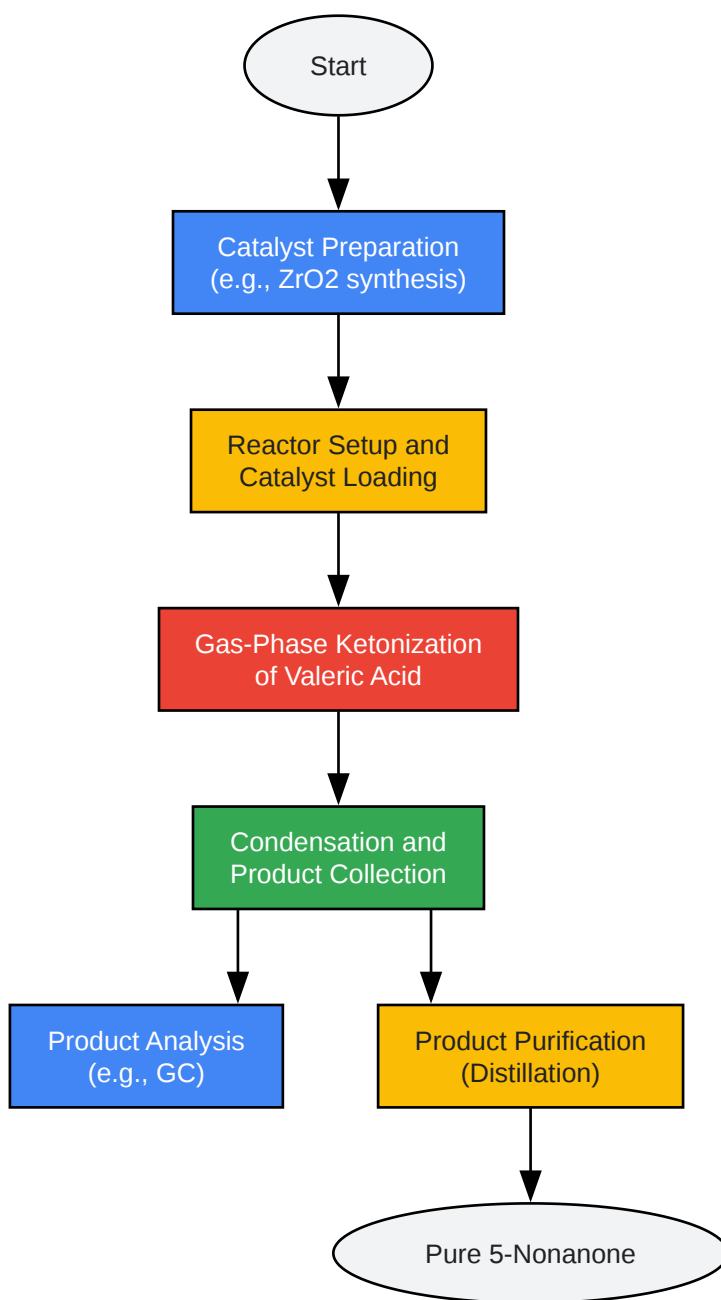 Start
Catalyst Preparation
(e.g., ZrO2 synthesis)
Reactor Setup and
Catalyst Loading
Gas-Phase Ketonization
of Valeric Acid
Condensation and
Product Collection
Product Analysis
(e.g., GC)
Product Purification
(Distillation)
Pure 5-Nonanone